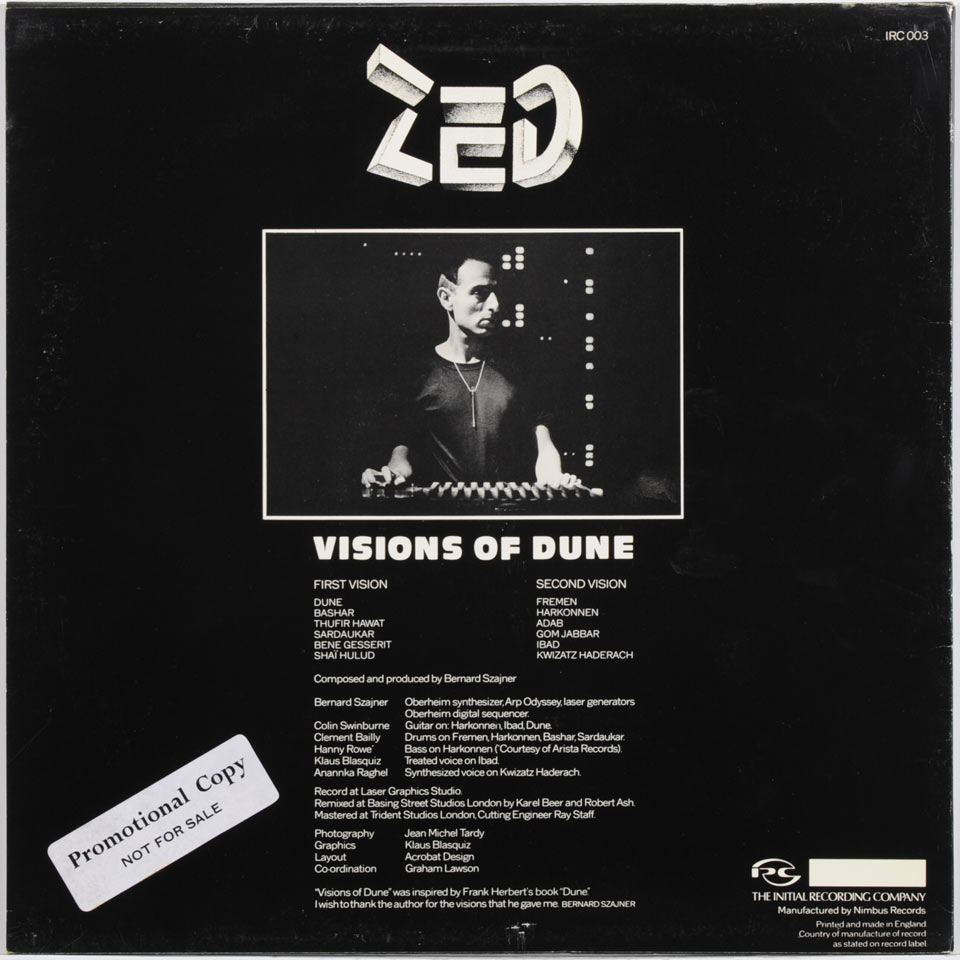 IRC 003
ZED
VISIONS OF DUNE
FIRST VISION
DUNE
BASHAR
THUFIR HAWAT
SARDAUKAR
BENE GESSERIT
SHAÏ HULUD
SECOND VISION
FREMEN
HARKONNEN
ADAB
GOM JABBAR
IBAD
KWIZATZ HADERACH
Composed and produced by Bernard Szajner
Bernard Szajner Oberheim synthesizer, Arp Odyssey, laser generators
Oberheim digital sequencer.
Colin Swinburne Guitar on: Harkonnen, Ibad, Dune.
Clement Bailly Drums on Fremen, Harkonnen, Bashar, Sardaukar.
Hanny Rowe* Bass on Harkonnen (*Courtesy of Arista Records).
Klaus Blasquiz Treated voice on Ibad.
Anannka Raghel Synthesized voice on Kwizatz Haderach.
Record at Laser Graphics Studio.
Remixed at Basing Street Studios London by Karel Beer and Robert Ash.
Mastered at Trident Studios London, Cutting Engineer Ray Staff.
Photography Jean Michel Tardy
Graphics Klaus Blasquiz
Layout Acrobat Design
Co-ordination Graham Lawson
"Visions of Dune" was inspired by Frank Herbert's book "Dune."
I wish to thank the author for the visions that he gave me. BERNARD SZAJNER
Promotional Copy
NOT FOR SALE
IRC
THE INITIAL RECORDING COMPANY
Manufactured by Nimbus Records
Printed and made in England
Country of manufacture of record
as stated on record label